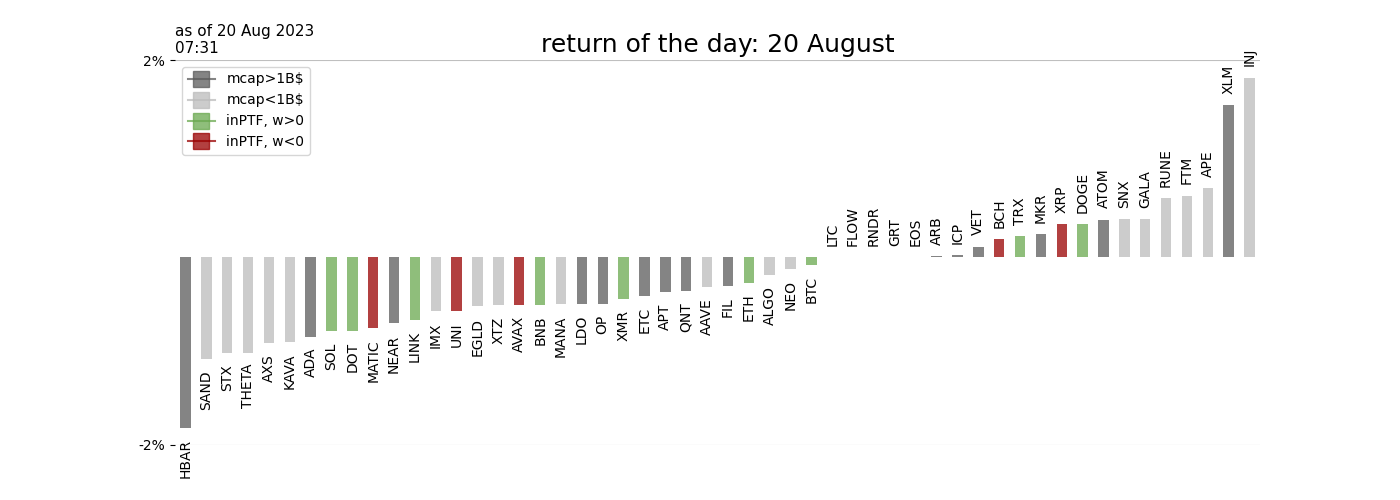 as of 20 Aug 2023
07:31
return of the day: 20 August
2%
mcap>1B$
mcap<1B$
inPTF, w>0
inPTF, w<0
-2%
HBAR
SAND
STX
THETA
AXS
KAVA
ADA
SOL
DOT
MATIC
NEAR
LINK
IMX
UNI
EGLD
XTZ
AVAX
BNB
MANA
LDO
OP
XMR
ETC
APT
QNT
AAVE
FIL
ETH
ALGO
NEO
BTC
LTC
FLOW
RNDR
GRT
EOS
ARB
ICP
VET
BCH
TRX
MKR
XRP
DOGE
ATOM
SNX
GALA
RUNE
FTM
APE
XLM
INJ